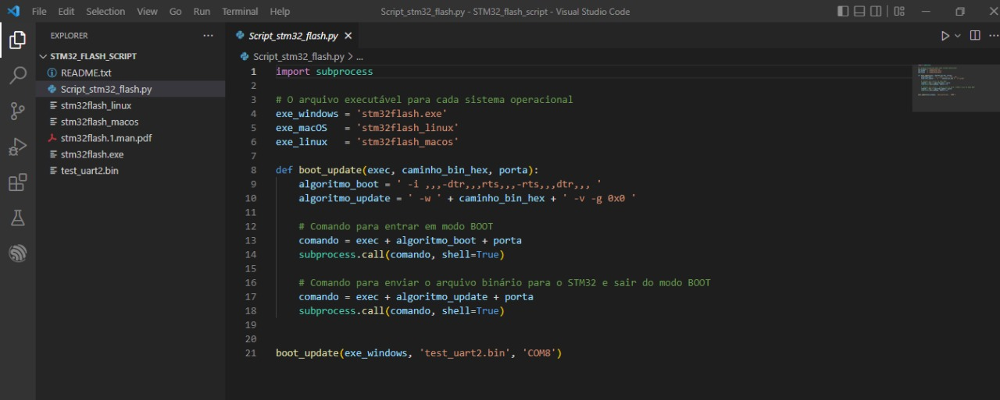 File Edit Selection View Go Run Terminal Help Script_stm32_flash.py - STM32_flash_script - Visual Studio Code
EXPLORER
STM32_FLASH_SCRIPT
README.txt
Script_stm32_flash.py
stm32flash_linux
stm32flash_macos
stm32flash.1.man.pdf
stm32flash.exe
test_uart2.bin
Script_stm32_flash.py
Script_stm32_flash.py > ...
1 import subprocess
2
3 # O arquivo executável para cada sistema operacional
4 exe_windows = 'stm32flash.exe'
5 exe_macOS   = 'stm32flash_linux'
6 exe_linux   = 'stm32flash_macos'
7
8 def boot_update(exec, caminho_bin_hex, porta):
9     algoritmo_boot = ' -i ,,,-dtr,,,rts,,,-rts,,,dtr,,, '
10     algoritmo_update = ' -w ' + caminho_bin_hex + ' -v -g 0x0 '
11
12     # Comando para entrar em modo BOOT
13     comando = exec + algoritmo_boot + porta
14     subprocess.call(comando, shell=True)
15
16     # Comando para enviar o arquivo binário para o STM32 e sair do modo BOOT
17     comando = exec + algoritmo_update + porta
18     subprocess.call(comando, shell=True)
19
20
21 boot_update(exe_windows, 'test_uart2.bin', 'COM8')